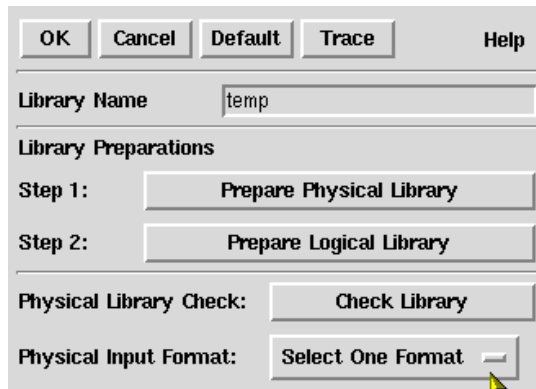 OK Cancel Default Trace Help
Library Name temp
Library Preparations
Step 1: Prepare Physical Library
Step 2: Prepare Logical Library
Physical Library Check: Check Library
Physical Input Format: Select One Format